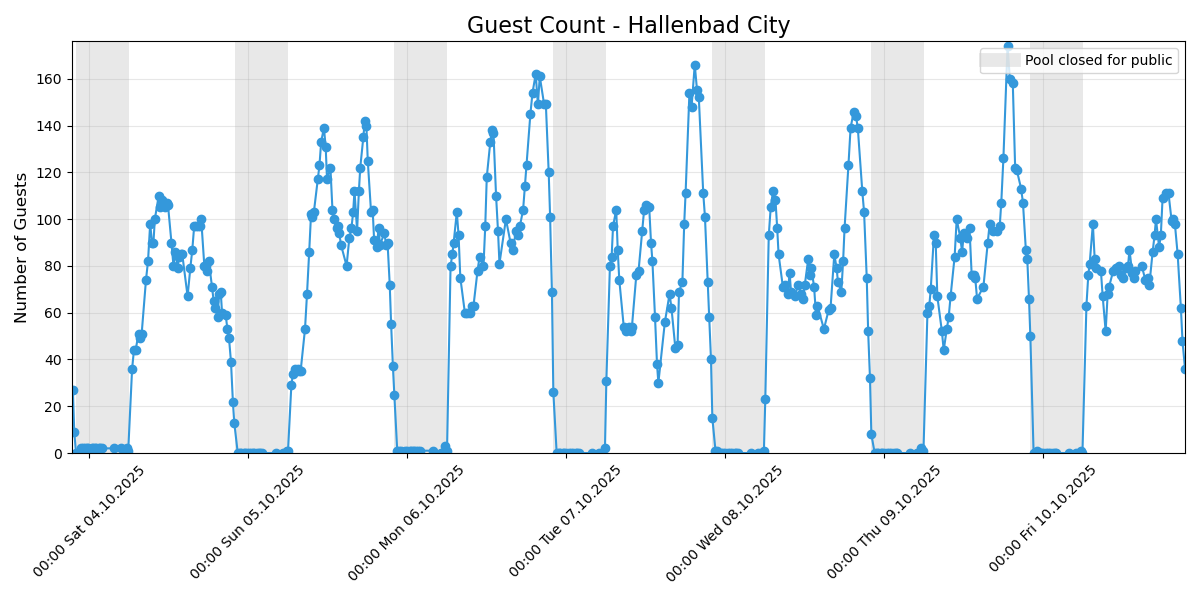 Guest Count - Hallenbad City
Pool closed for public
Number of Guests
160
140
120
100
80
60
40
20
0
00:00 Sat 04.10.2025
00:00 Sun 05.10.2025
00:00 Mon 06.10.2025
00:00 Tue 07.10.2025
00:00 Wed 08.10.2025
00:00 Thu 09.10.2025
00:00 Fri 10.10.2025